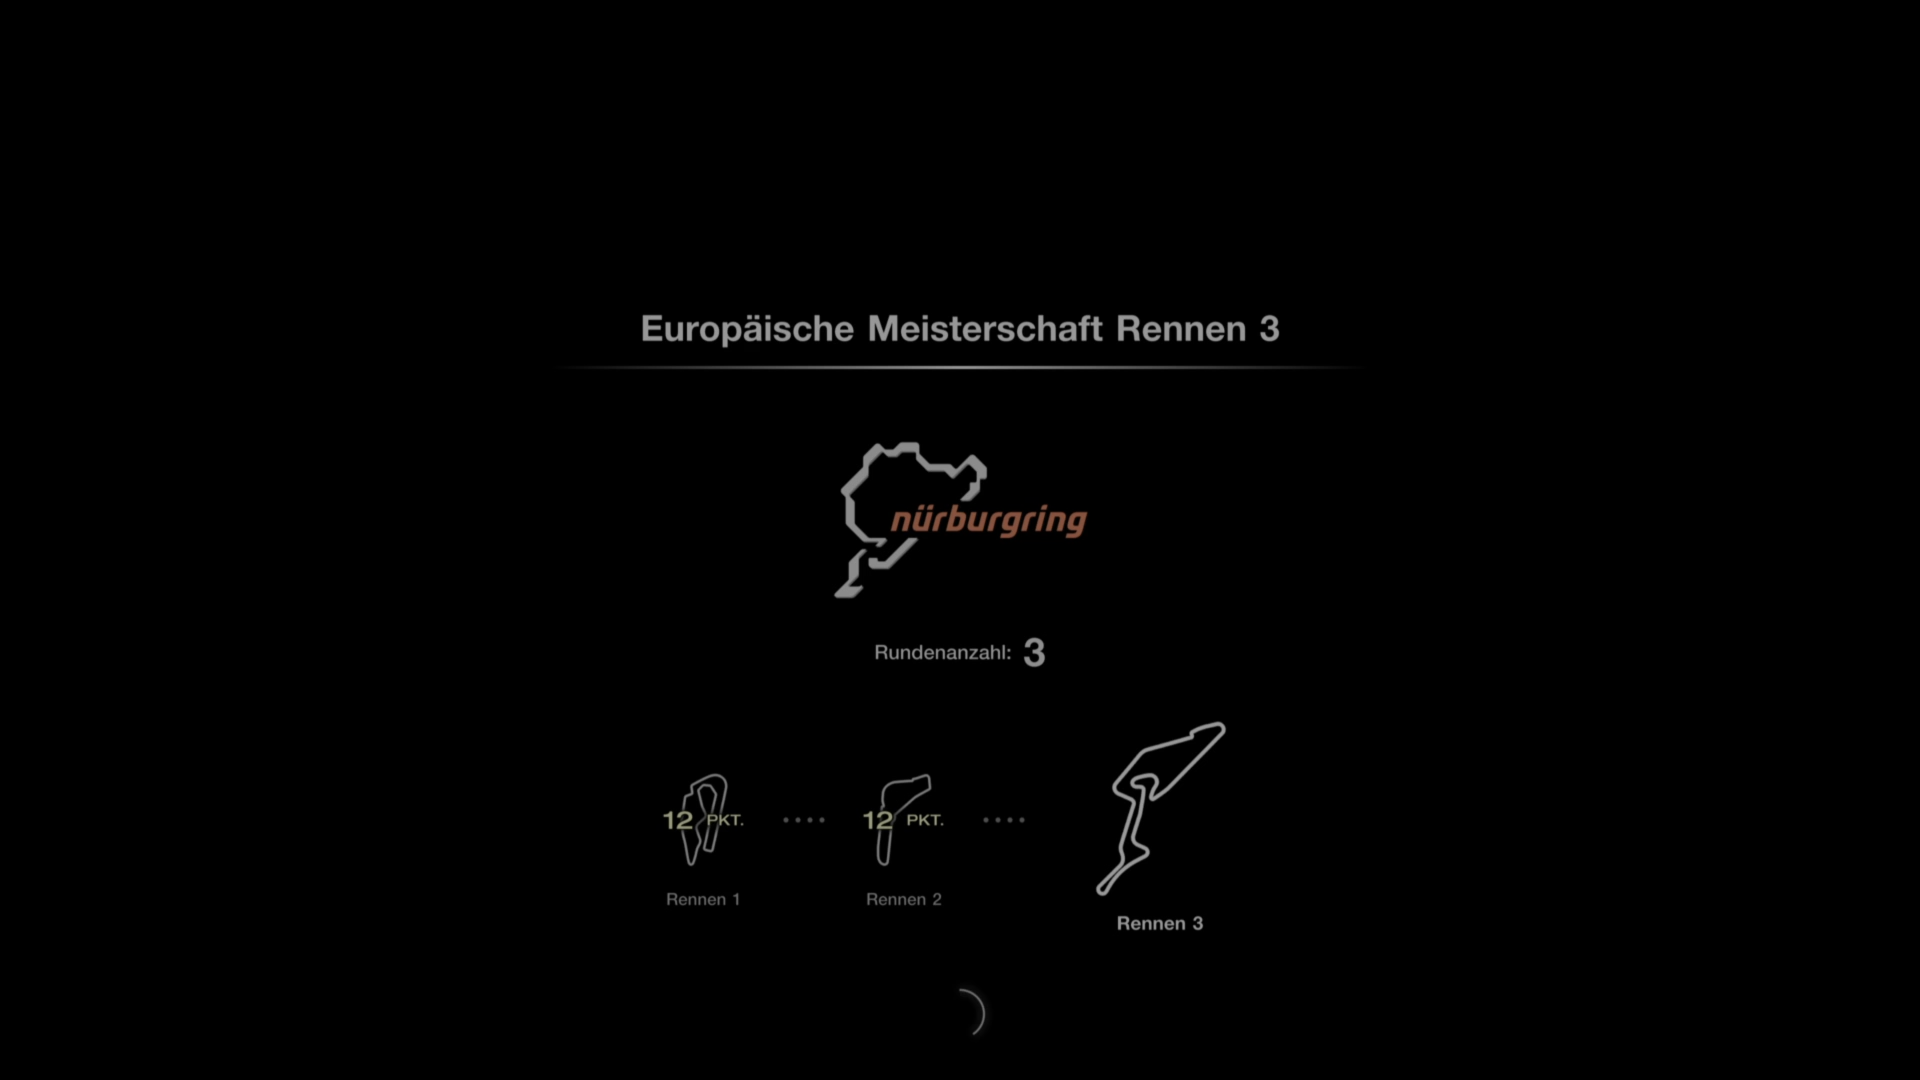 Europäische Meisterschaft Rennen 3
nürburgring
Rundenanzahl: 3
12 PKT.
12 PKT.
Rennen 1
Rennen 2
Rennen 3